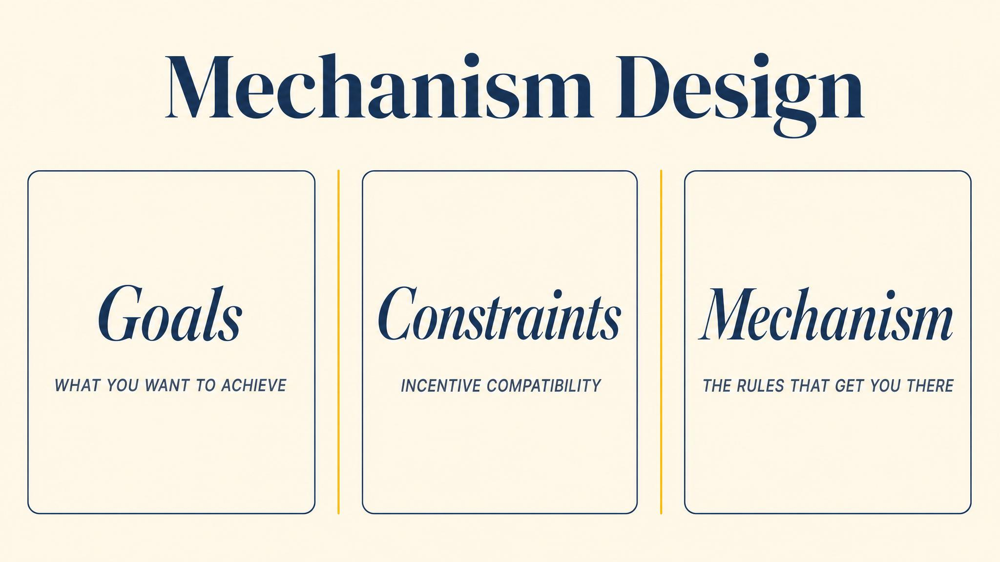 Mechanism Design
Goals
WHAT YOU WANT TO ACHIEVE
Constraints
INCENTIVE COMPATIBILITY
Mechanism
THE RULES THAT GET YOU THERE